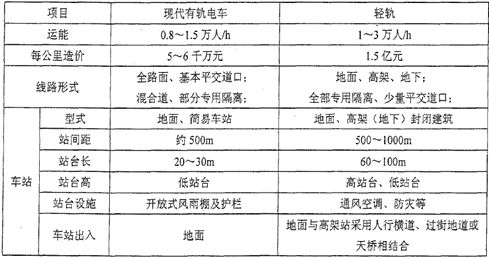 项目 现代有轨电车 轻轨
运能 0.8～1.5 万人/h 1～3 万人/h
每公里造价 5～6 千万元 1.5 亿元
线路形式 全路面、基本平交道口； 地面、高架、地下；
混合道、部分专用隔离； 全部专用隔离、少量平交道口；
车站 型式 地面、简易车站 地面、高架（地下）封闭建筑
站间距 约 500m 500～1000m
站台长 20～30m 60～100m
站台高 低站台 高站台、低站台
站台设施 开放式风雨棚及护栏 通风空调、防灾等
车站出入 地面 地面与高架站采用人行横道、过街地道或
天桥相结合